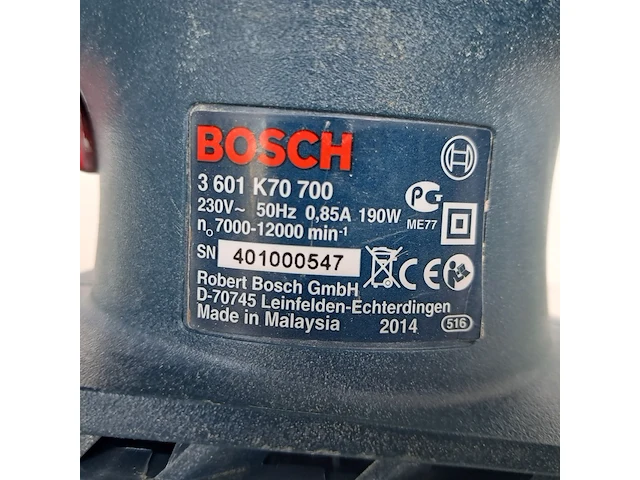 BOSCH
3 601 K70 700
230V~ 50Hz 0,85A 190W
n₀ 7000-12000 min⁻¹
ME77
SN 401000547
Robert Bosch GmbH
D-70745 Leinfelden-Echterdingen
Made in Malaysia 2014 516